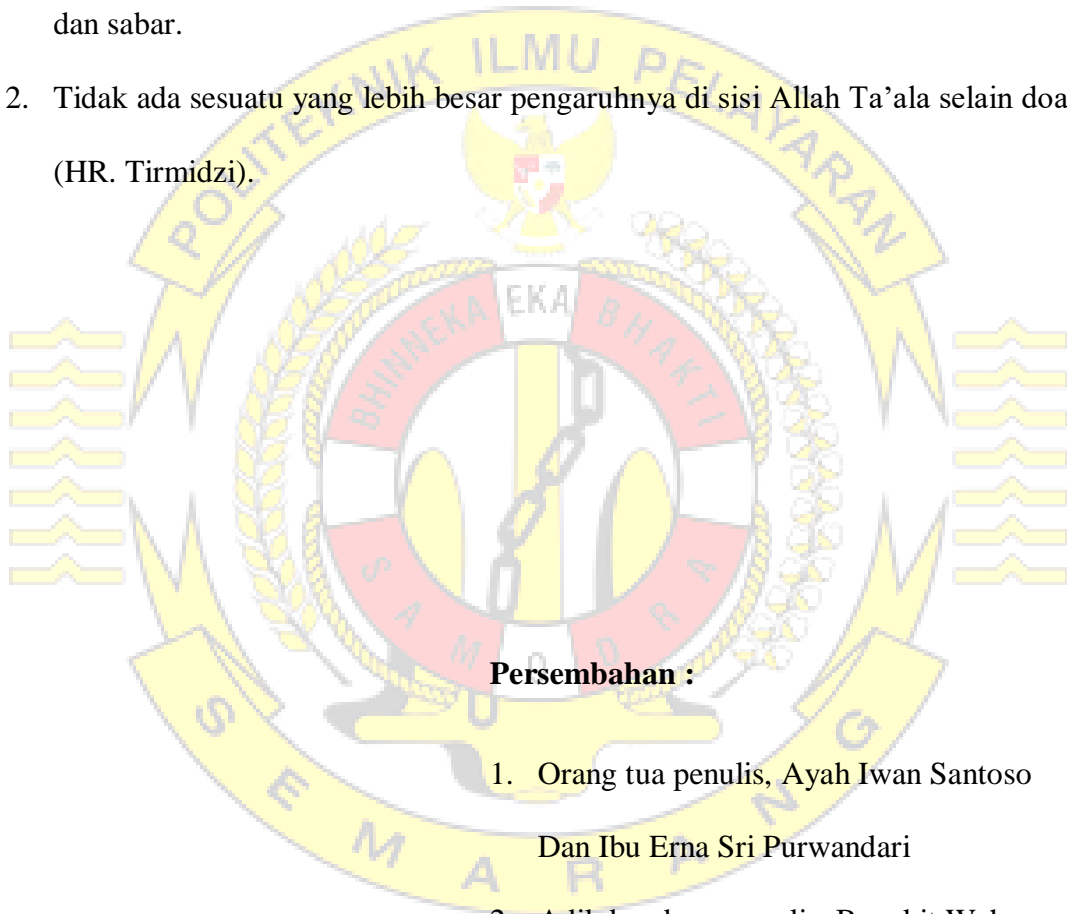 dan sabar.
2. Tidak ada sesuatu yang lebih besar pengaruhnya di sisi Allah Ta’ala selain doa
(HR. Tirmidzi).
POLITEKNIK ILMU PELAYARAN
BHINNEKA EKA BHAKTI
SAMODRA
Persembahan :
1. Orang tua penulis, Ayah Iwan Santoso
Dan Ibu Erna Sri Purwandari
SEMARANG